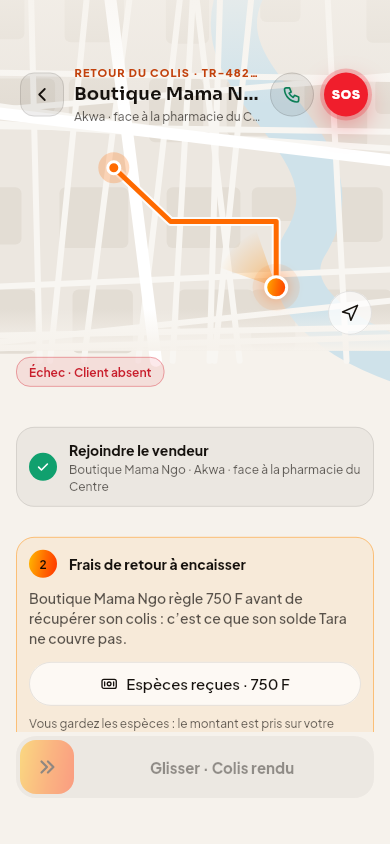 RETOUR DU COLIS · TR-482…
Boutique Mama N…
Akwa · face à la pharmacie du C…
SOS
Échec · Client absent
Rejoindre le vendeur
Boutique Mama Ngo · Akwa · face à la pharmacie du
Centre
2
Frais de retour à encaisser
Boutique Mama Ngo règle 750 F avant de
récupérer son colis : c’est ce que son solde Tara
ne couvre pas.
Espèces reçues · 750 F
Vous gardez les espèces : le montant est pris sur votre
Glisser · Colis rendu